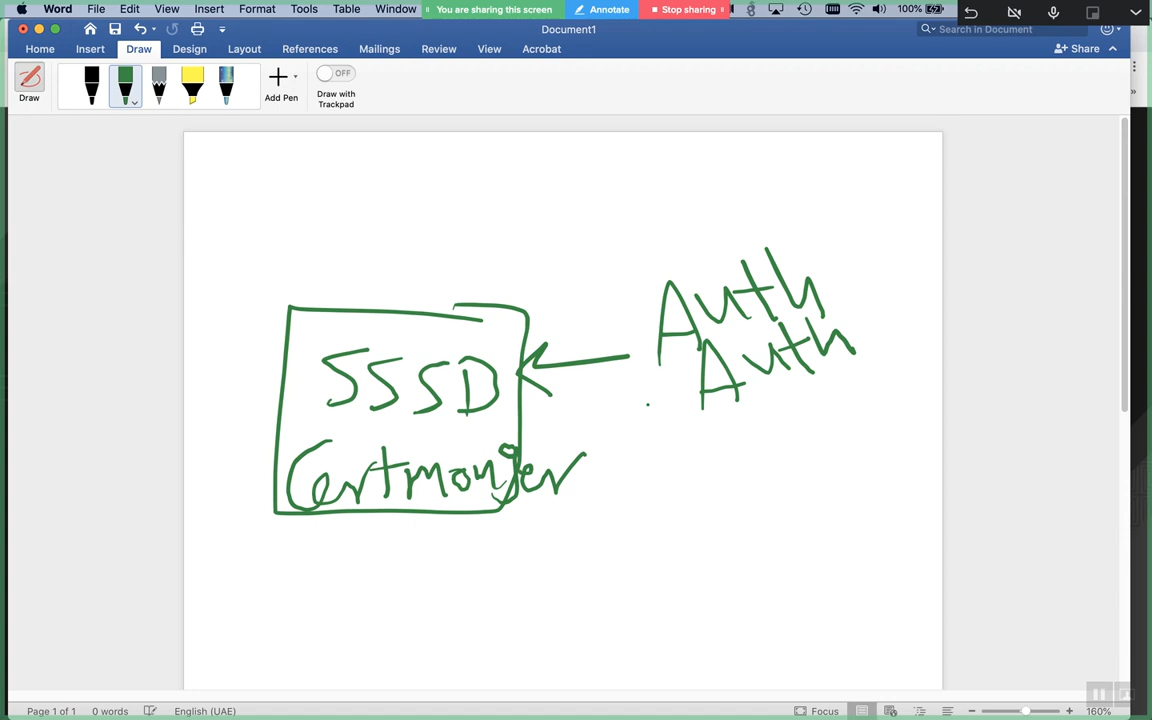 Word File Edit View Insert Format Tools Table Window You are sharing this screen Annotate Stop sharing 100%
Document1
Search in Document
Home Insert Draw Design Layout References Mailings Review View Acrobat Share
OFF
Draw Add Pen Draw with Trackpad
Auth
Auth
SSSD
Certmonger
Page 1 of 1 0 words English (UAE) Focus 160%